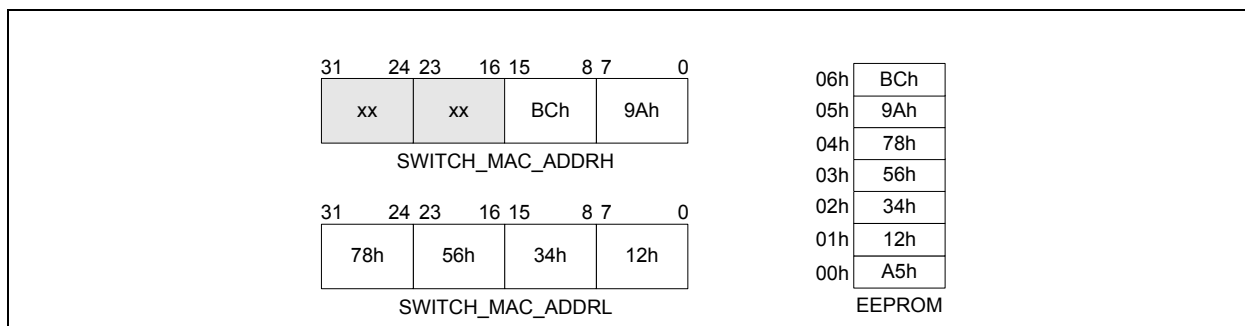 31 24 23 16 15 8 7 0
xx xx BCh 9Ah
SWITCH_MAC_ADDRH
31 24 23 16 15 8 7 0
78h 56h 34h 12h
SWITCH_MAC_ADDRL
06h BCh
05h 9Ah
04h 78h
03h 56h
02h 34h
01h 12h
00h A5h
EEPROM